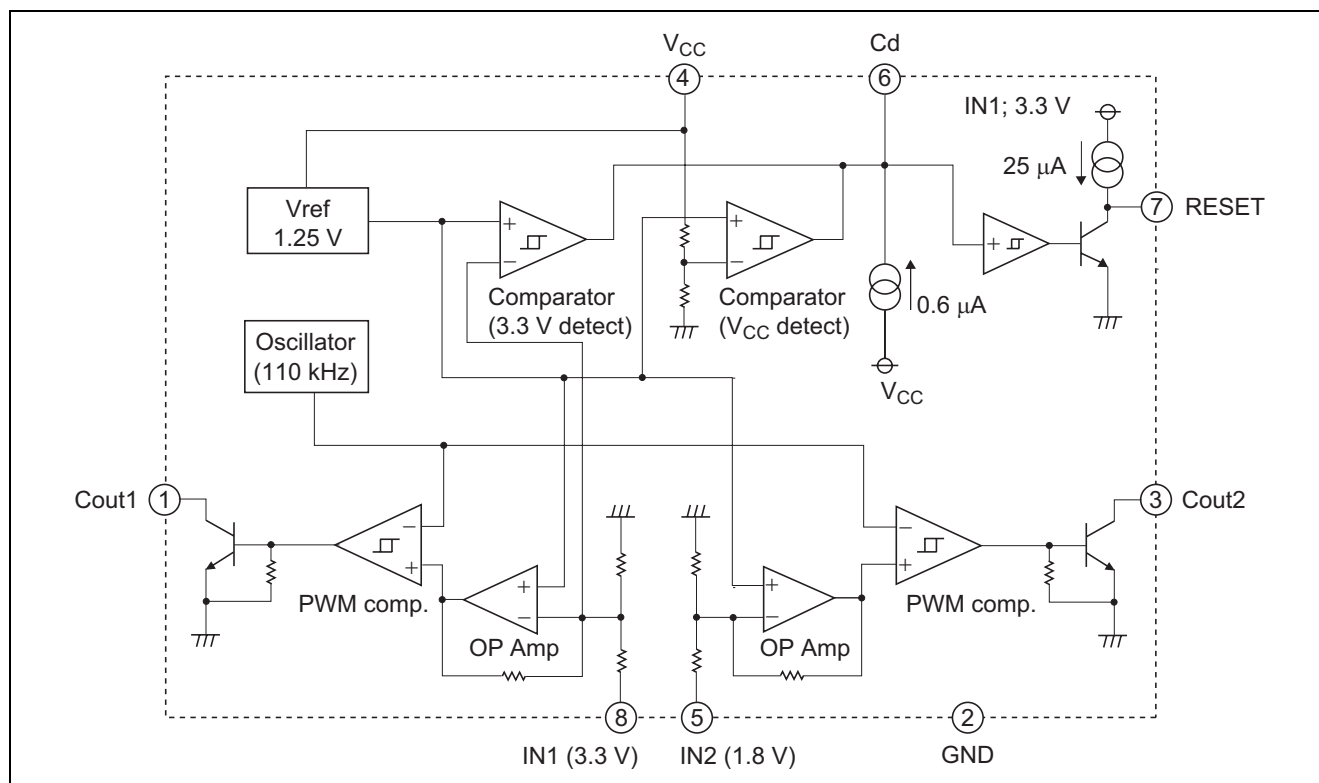 VCC
Cd
4
6
IN1; 3.3 V
25 μA
Vref
1.25 V
+
−
+
−
+
7
RESET
Comparator
(3.3 V detect)
Comparator
(VCC detect)
0.6 μA
Oscillator
(110 kHz)
VCC
Cout1
1
−
+
−
+
3
Cout2
PWM comp.
+
−
OP Amp
+
−
OP Amp
PWM comp.
8
5
2
IN1 (3.3 V)
IN2 (1.8 V)
GND